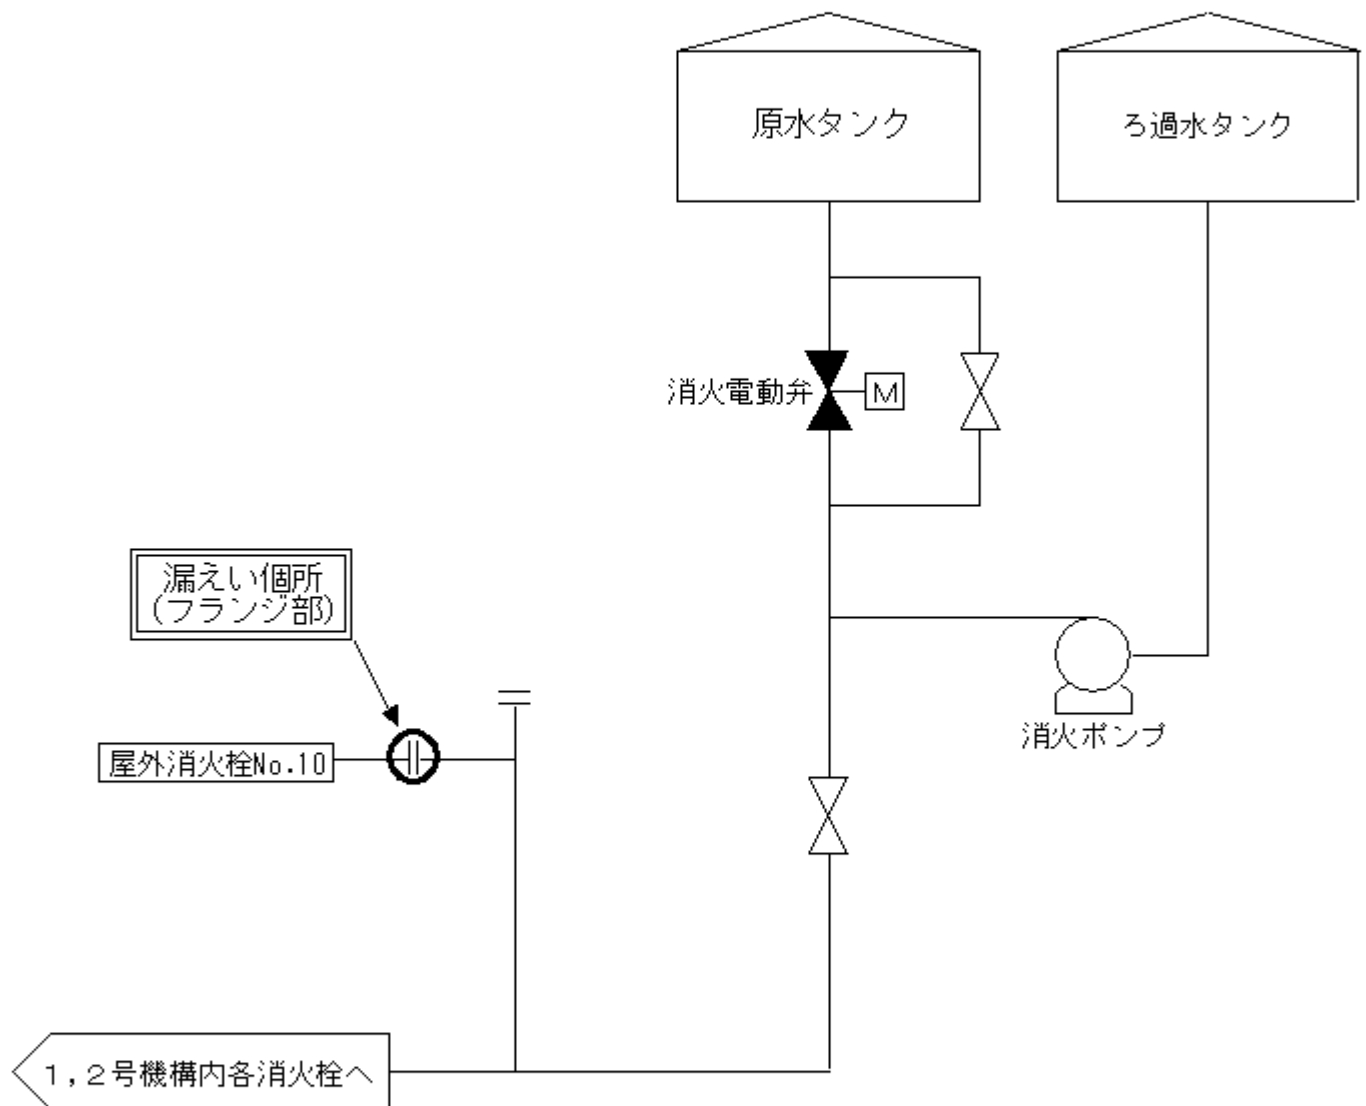 原水タンク
ろ過水タンク
消火電動弁
M
漏えい個所
(フランジ部)
屋外消火栓No.10
消火ポンプ
1,2号機構内各消火栓へ